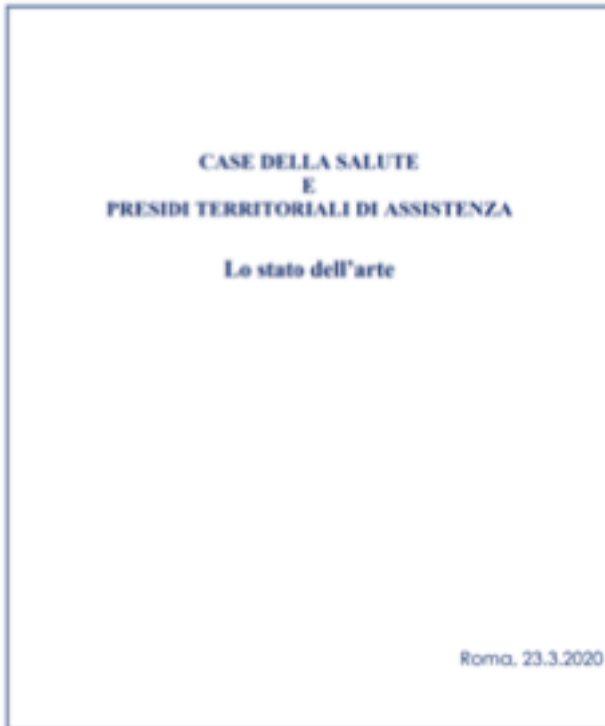 CASE DELLA SALUTE
E
PRESIDI TERRITORIALI DI ASSISTENZA
Lo stato dell'arte
Roma, 23.3.2020